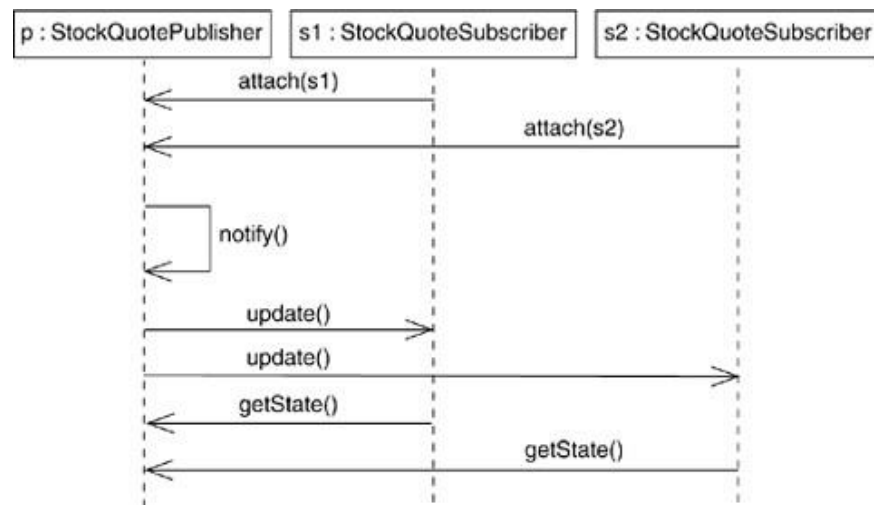 p : StockQuotePublisher
s1 : StockQuoteSubscriber
s2 : StockQuoteSubscriber
attach(s1)
attach(s2)
notify()
update()
update()
getState()
getState()